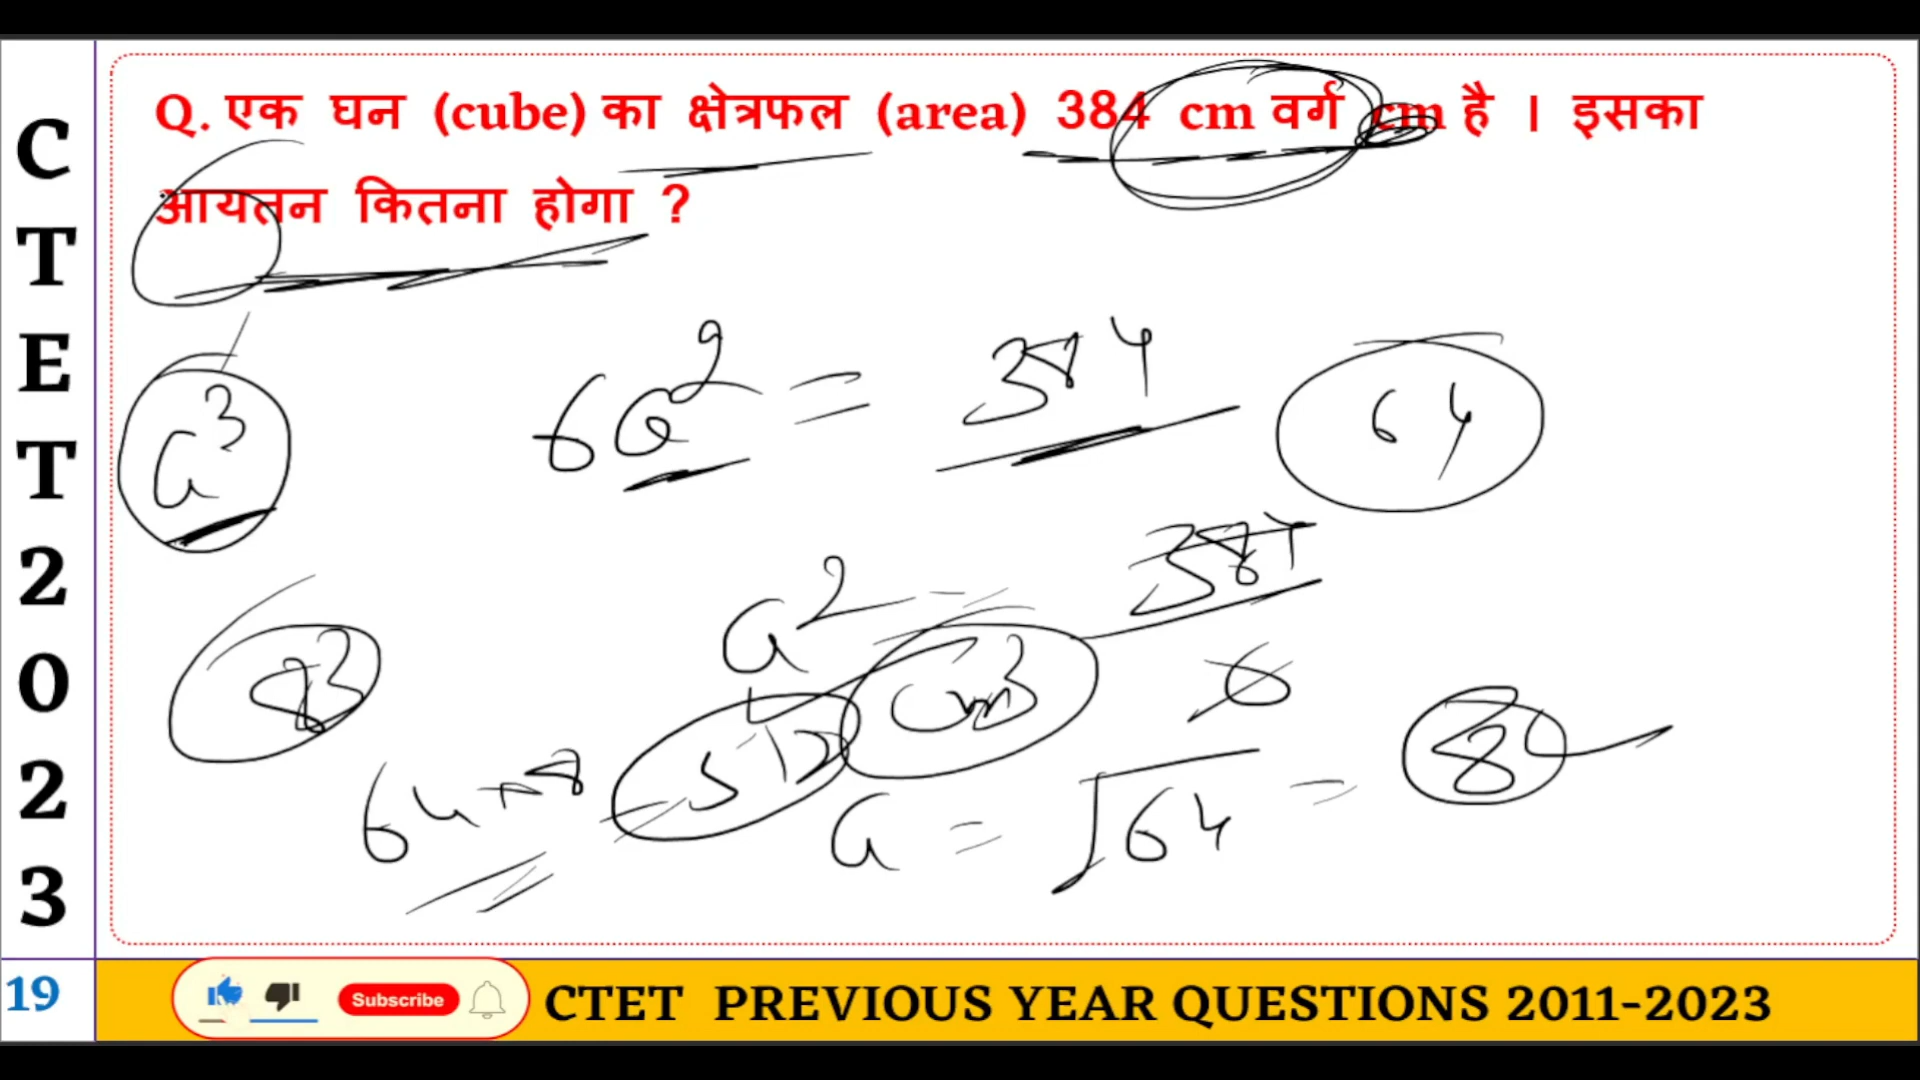 C
T
E
T
2
0
2
3
19
Q. एक घन (cube) का क्षेत्रफल (area) 384 cm वर्ग cm है । इसका
आयतन कितना होगा ?
6a² = 384
64
a³
a² = 384
6
8³
64 × 8
= 512 cm³
a = √64 = 8
Subscribe
CTET PREVIOUS YEAR QUESTIONS 2011-2023